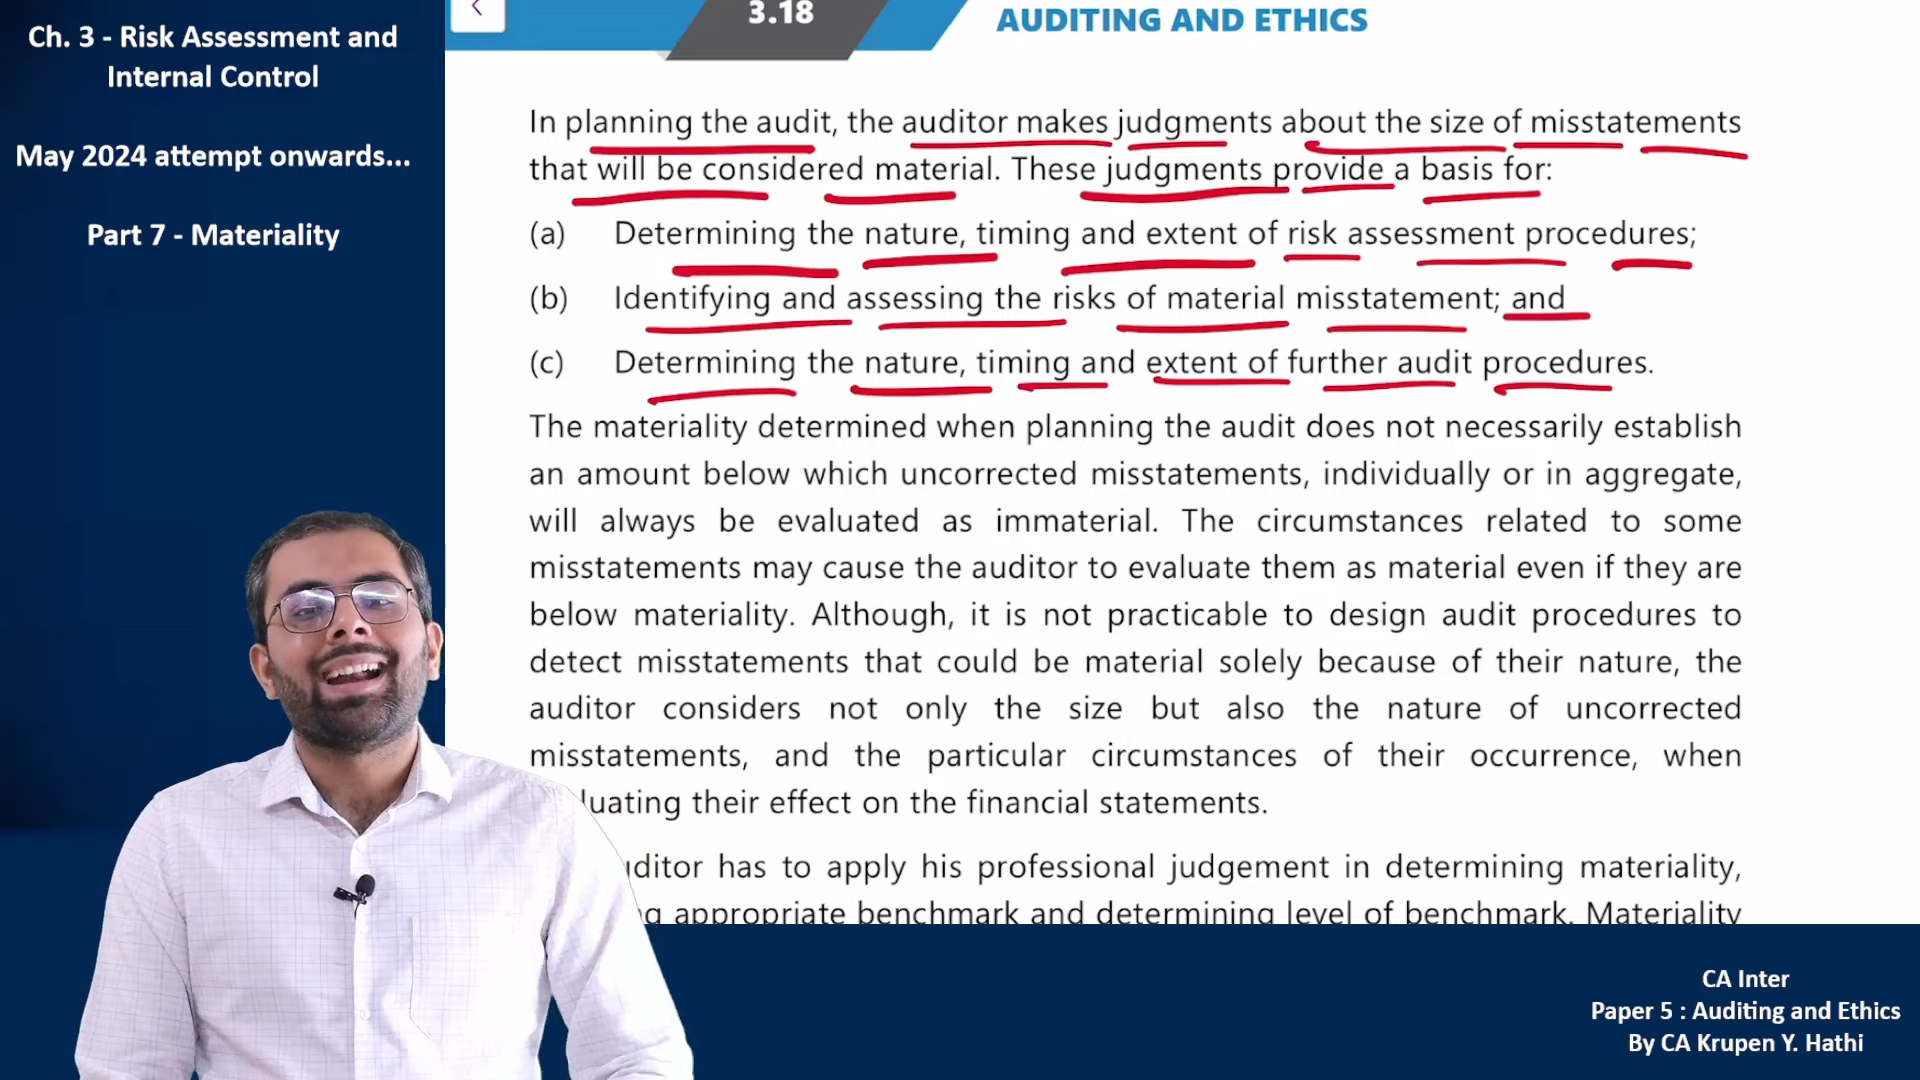 Ch. 3 - Risk Assessment and
Internal Control
May 2024 attempt onwards...
Part 7 - Materiality
3.18
AUDITING AND ETHICS
In planning the audit, the auditor makes judgments about the size of misstatements
that will be considered material. These judgments provide a basis for:
(a) Determining the nature, timing and extent of risk assessment procedures;
(b) Identifying and assessing the risks of material misstatement; and
(c) Determining the nature, timing and extent of further audit procedures.
The materiality determined when planning the audit does not necessarily establish
an amount below which uncorrected misstatements, individually or in aggregate,
will always be evaluated as immaterial. The circumstances related to some
misstatements may cause the auditor to evaluate them as material even if they are
below materiality. Although, it is not practicable to design audit procedures to
detect misstatements that could be material solely because of their nature, the
auditor considers not only the size but also the nature of uncorrected
misstatements, and the particular circumstances of their occurrence, when
their effect on the financial statements.
has to apply his professional judgement in determining materiality,
appropriate benchmark and determining level of benchmark. Materiality
CA Inter
Paper 5 : Auditing and Ethics
By CA Krupen Y. Hathi